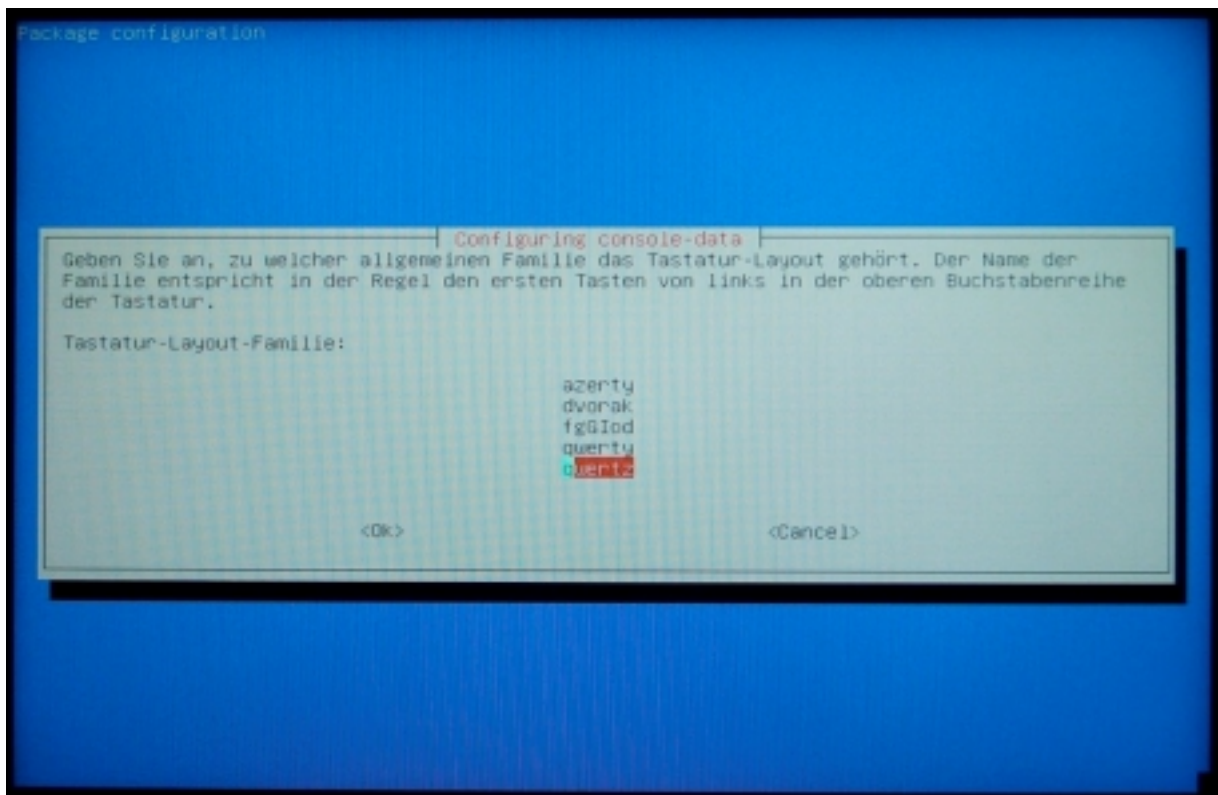 Package configuration
Configuring console-data
Geben Sie an, zu welcher allgemeinen Familie das Tastatur-Layout gehört. Der Name der
Familie entspricht in der Regel den ersten Tasten von links in der oberen Buchstabenreihe
der Tastatur.
Tastatur-Layout-Familie:
azerty
dvorak
fgGIod
qwerty
qwertz
<Ok> <Cancel>